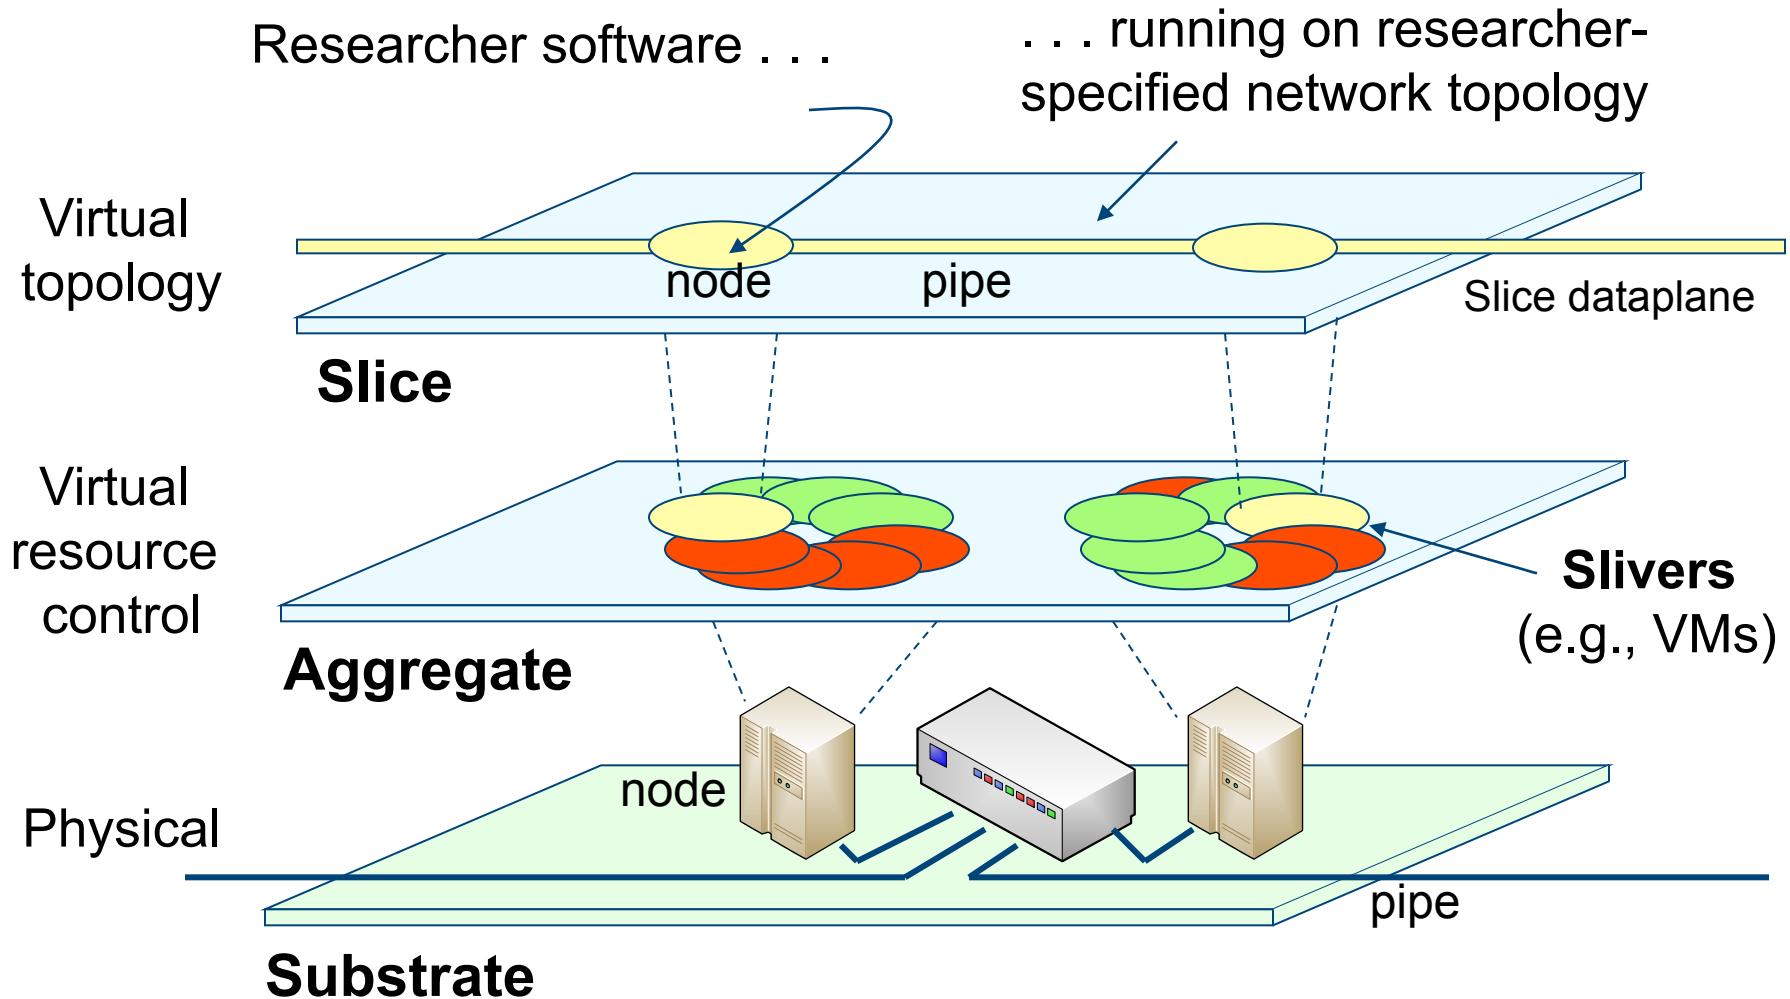 Researcher software . . .
. . . running on researcher-
specified network topology
Virtual
topology
node
pipe
Slice dataplane
Slice
Virtual
resource
control
Slivers
(e.g., VMs)
Aggregate
node
Physical
pipe
Substrate